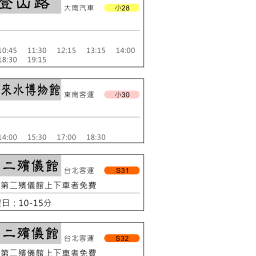 登山路 大南汽車 小28
10:45 11:30 12:15 13:15 14:00
18:30 19:15
來水博物館 東南客運 小30
14:00 15:30 17:00 18:30
二殯儀館 台北客運 S31
第二殯儀館上下車者免費
日:10-15分
二殯儀館 台北客運 S32
第二殯儀館上下車者免費